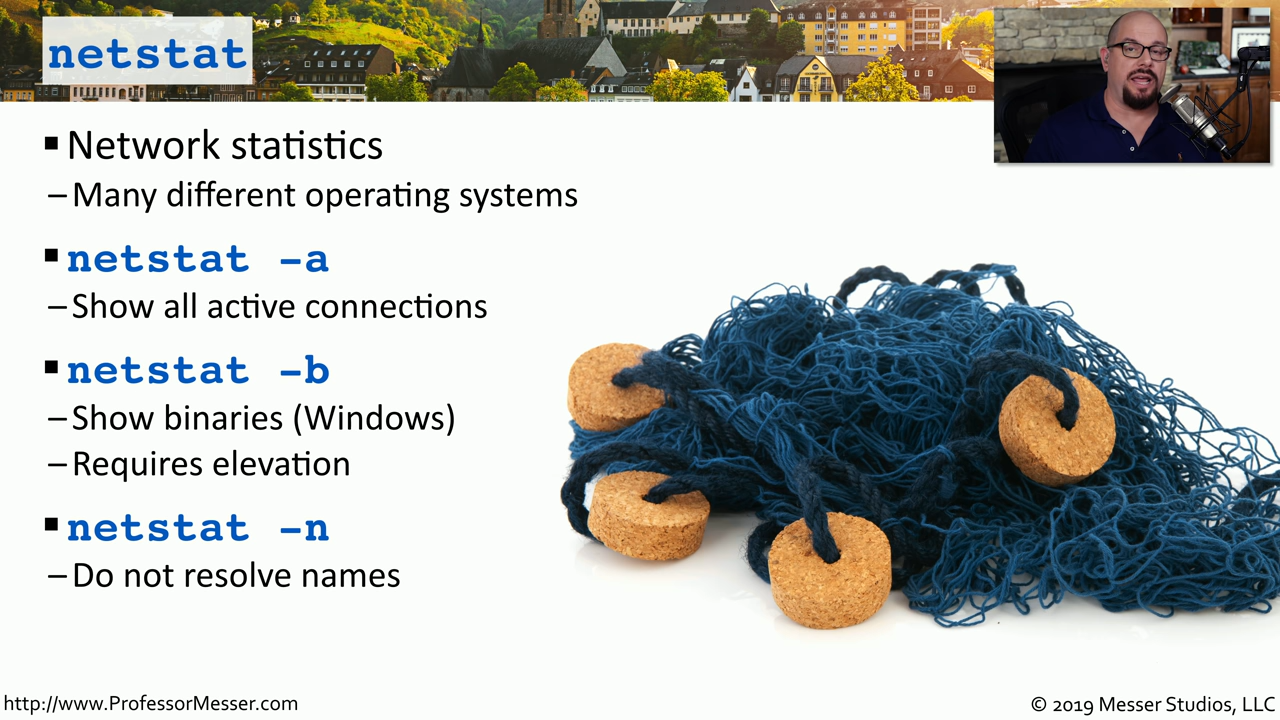 netstat
▪ Network statistics
– Many different operating systems
▪ netstat –a
– Show all active connections
▪ netstat –b
– Show binaries (Windows)
– Requires elevation
▪ netstat –n
– Do not resolve names
http://www.ProfessorMesser.com
© 2019 Messer Studios, LLC